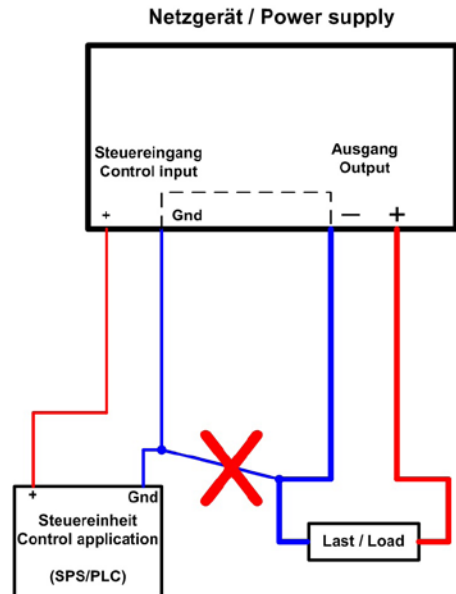 Netzgerät / Power supply
Steuereingang
Control input
Ausgang
Output
+
Gnd
— +
+
Gnd
Steuereinheit
Control application
(SPS/PLC)
Last / Load